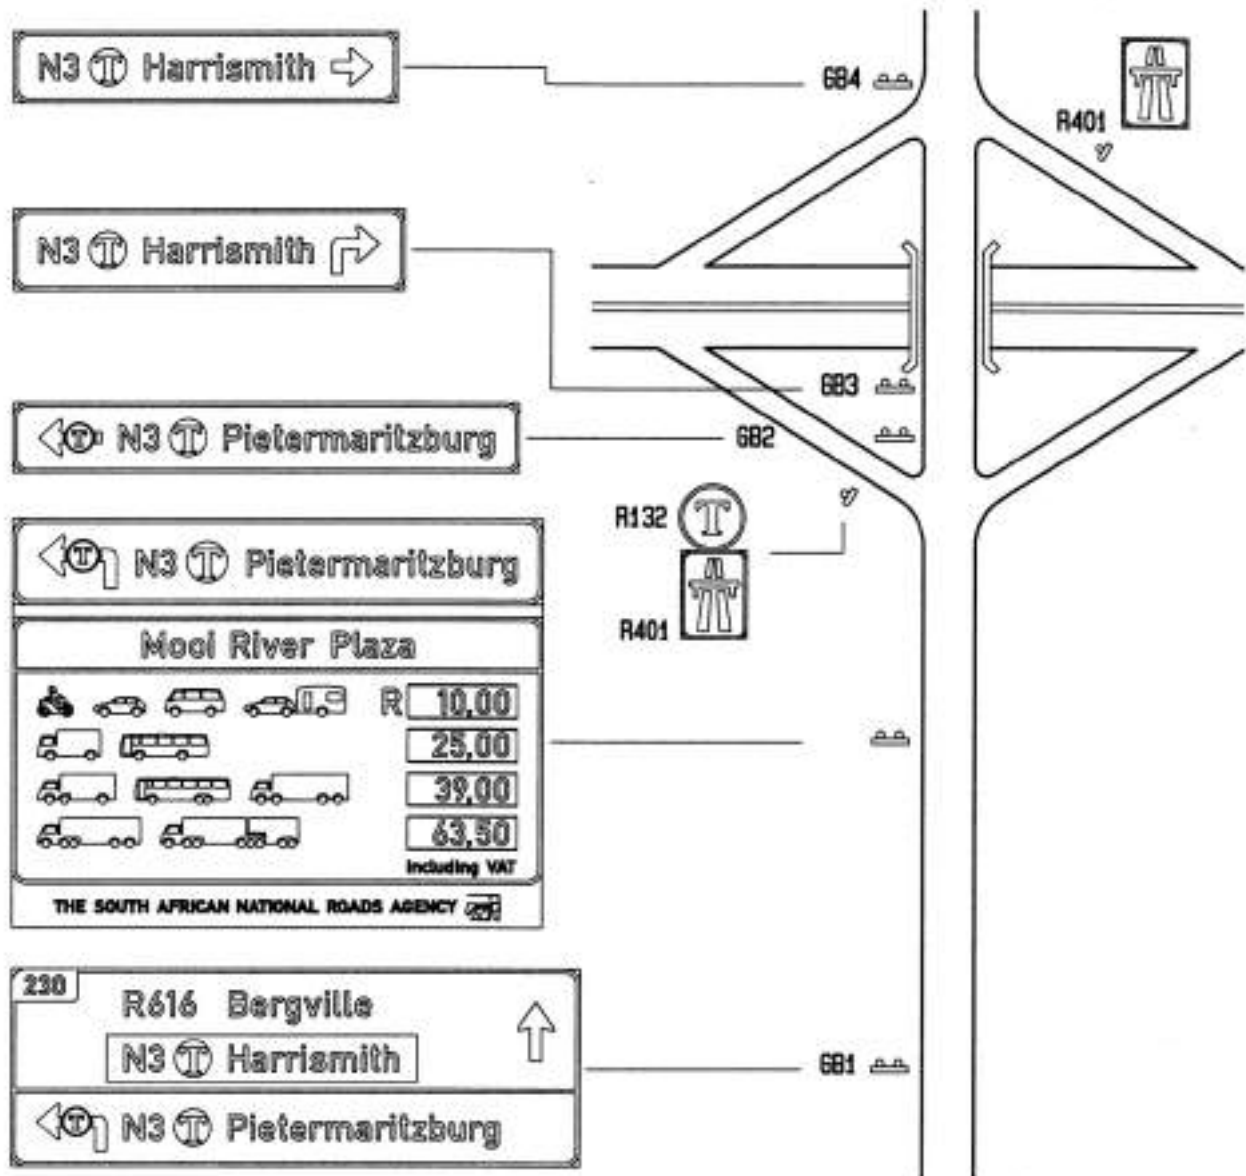 N3 T Harrismith
GB4
R401
N3 T Harrismith
GB3
T N3 T Pietermaritzburg
GB2
R132 T
R401
T N3 T Pietermaritzburg
Mooi River Plaza
R 10,00
25,00
39,00
63,50
Including VAT
THE SOUTH AFRICAN NATIONAL ROADS AGENCY
230
R616 Bergville
N3 T Harrismith
GB1
T N3 T Pietermaritzburg